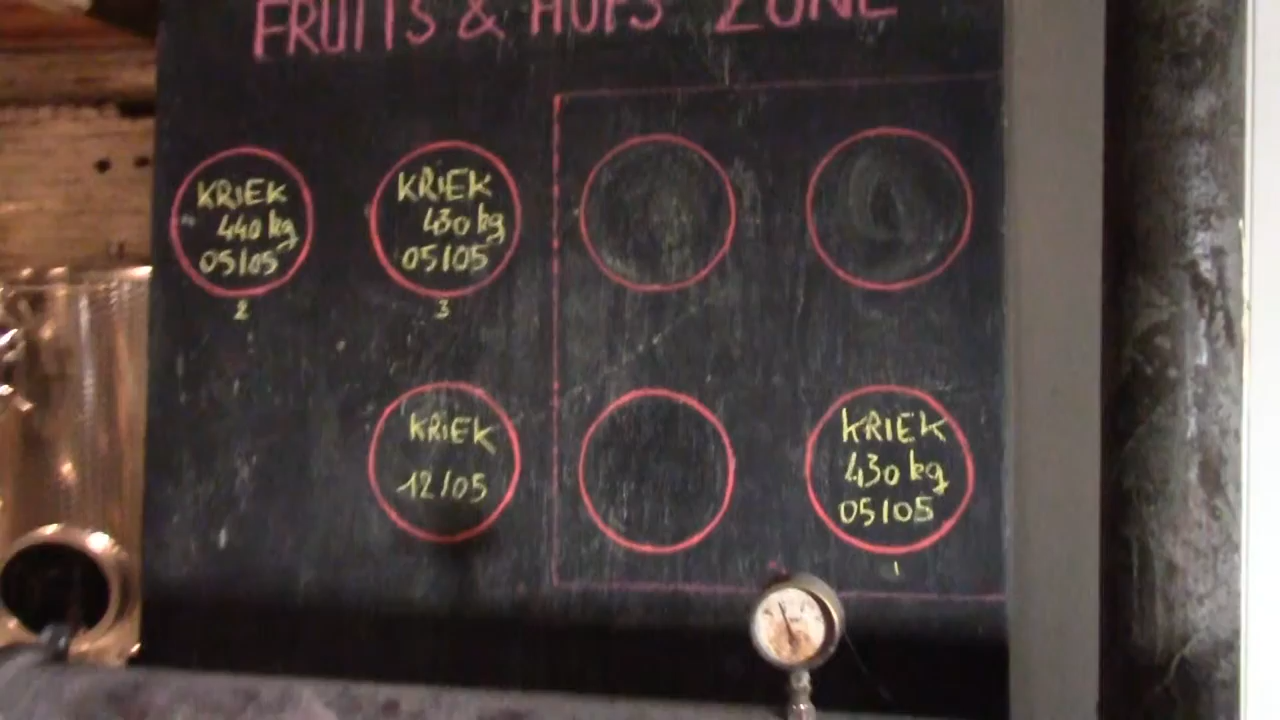 FRUITS & HOPS ZONE
KRIEK
440 kg
05/05
2
KRIEK
430 kg
05/05
3
KRIEK
12/05
KRIEK
430 kg
05/05
1